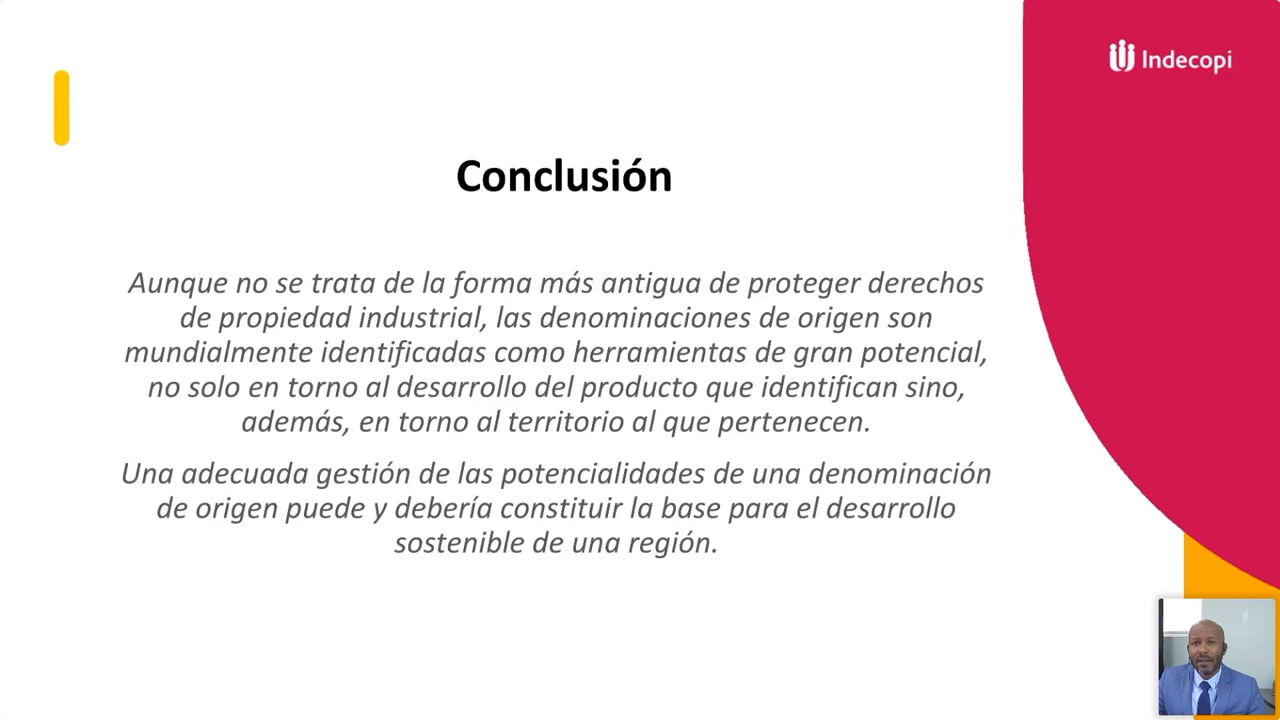 Indecopi
Conclusión
Aunque no se trata de la forma más antigua de proteger derechos
de propiedad industrial, las denominaciones de origen son
mundialmente identificadas como herramientas de gran potencial,
no solo en torno al desarrollo del producto que identifican sino,
además, en torno al territorio al que pertenecen.
Una adecuada gestión de las potencialidades de una denominación
de origen puede y debería constituir la base para el desarrollo
sostenible de una región.